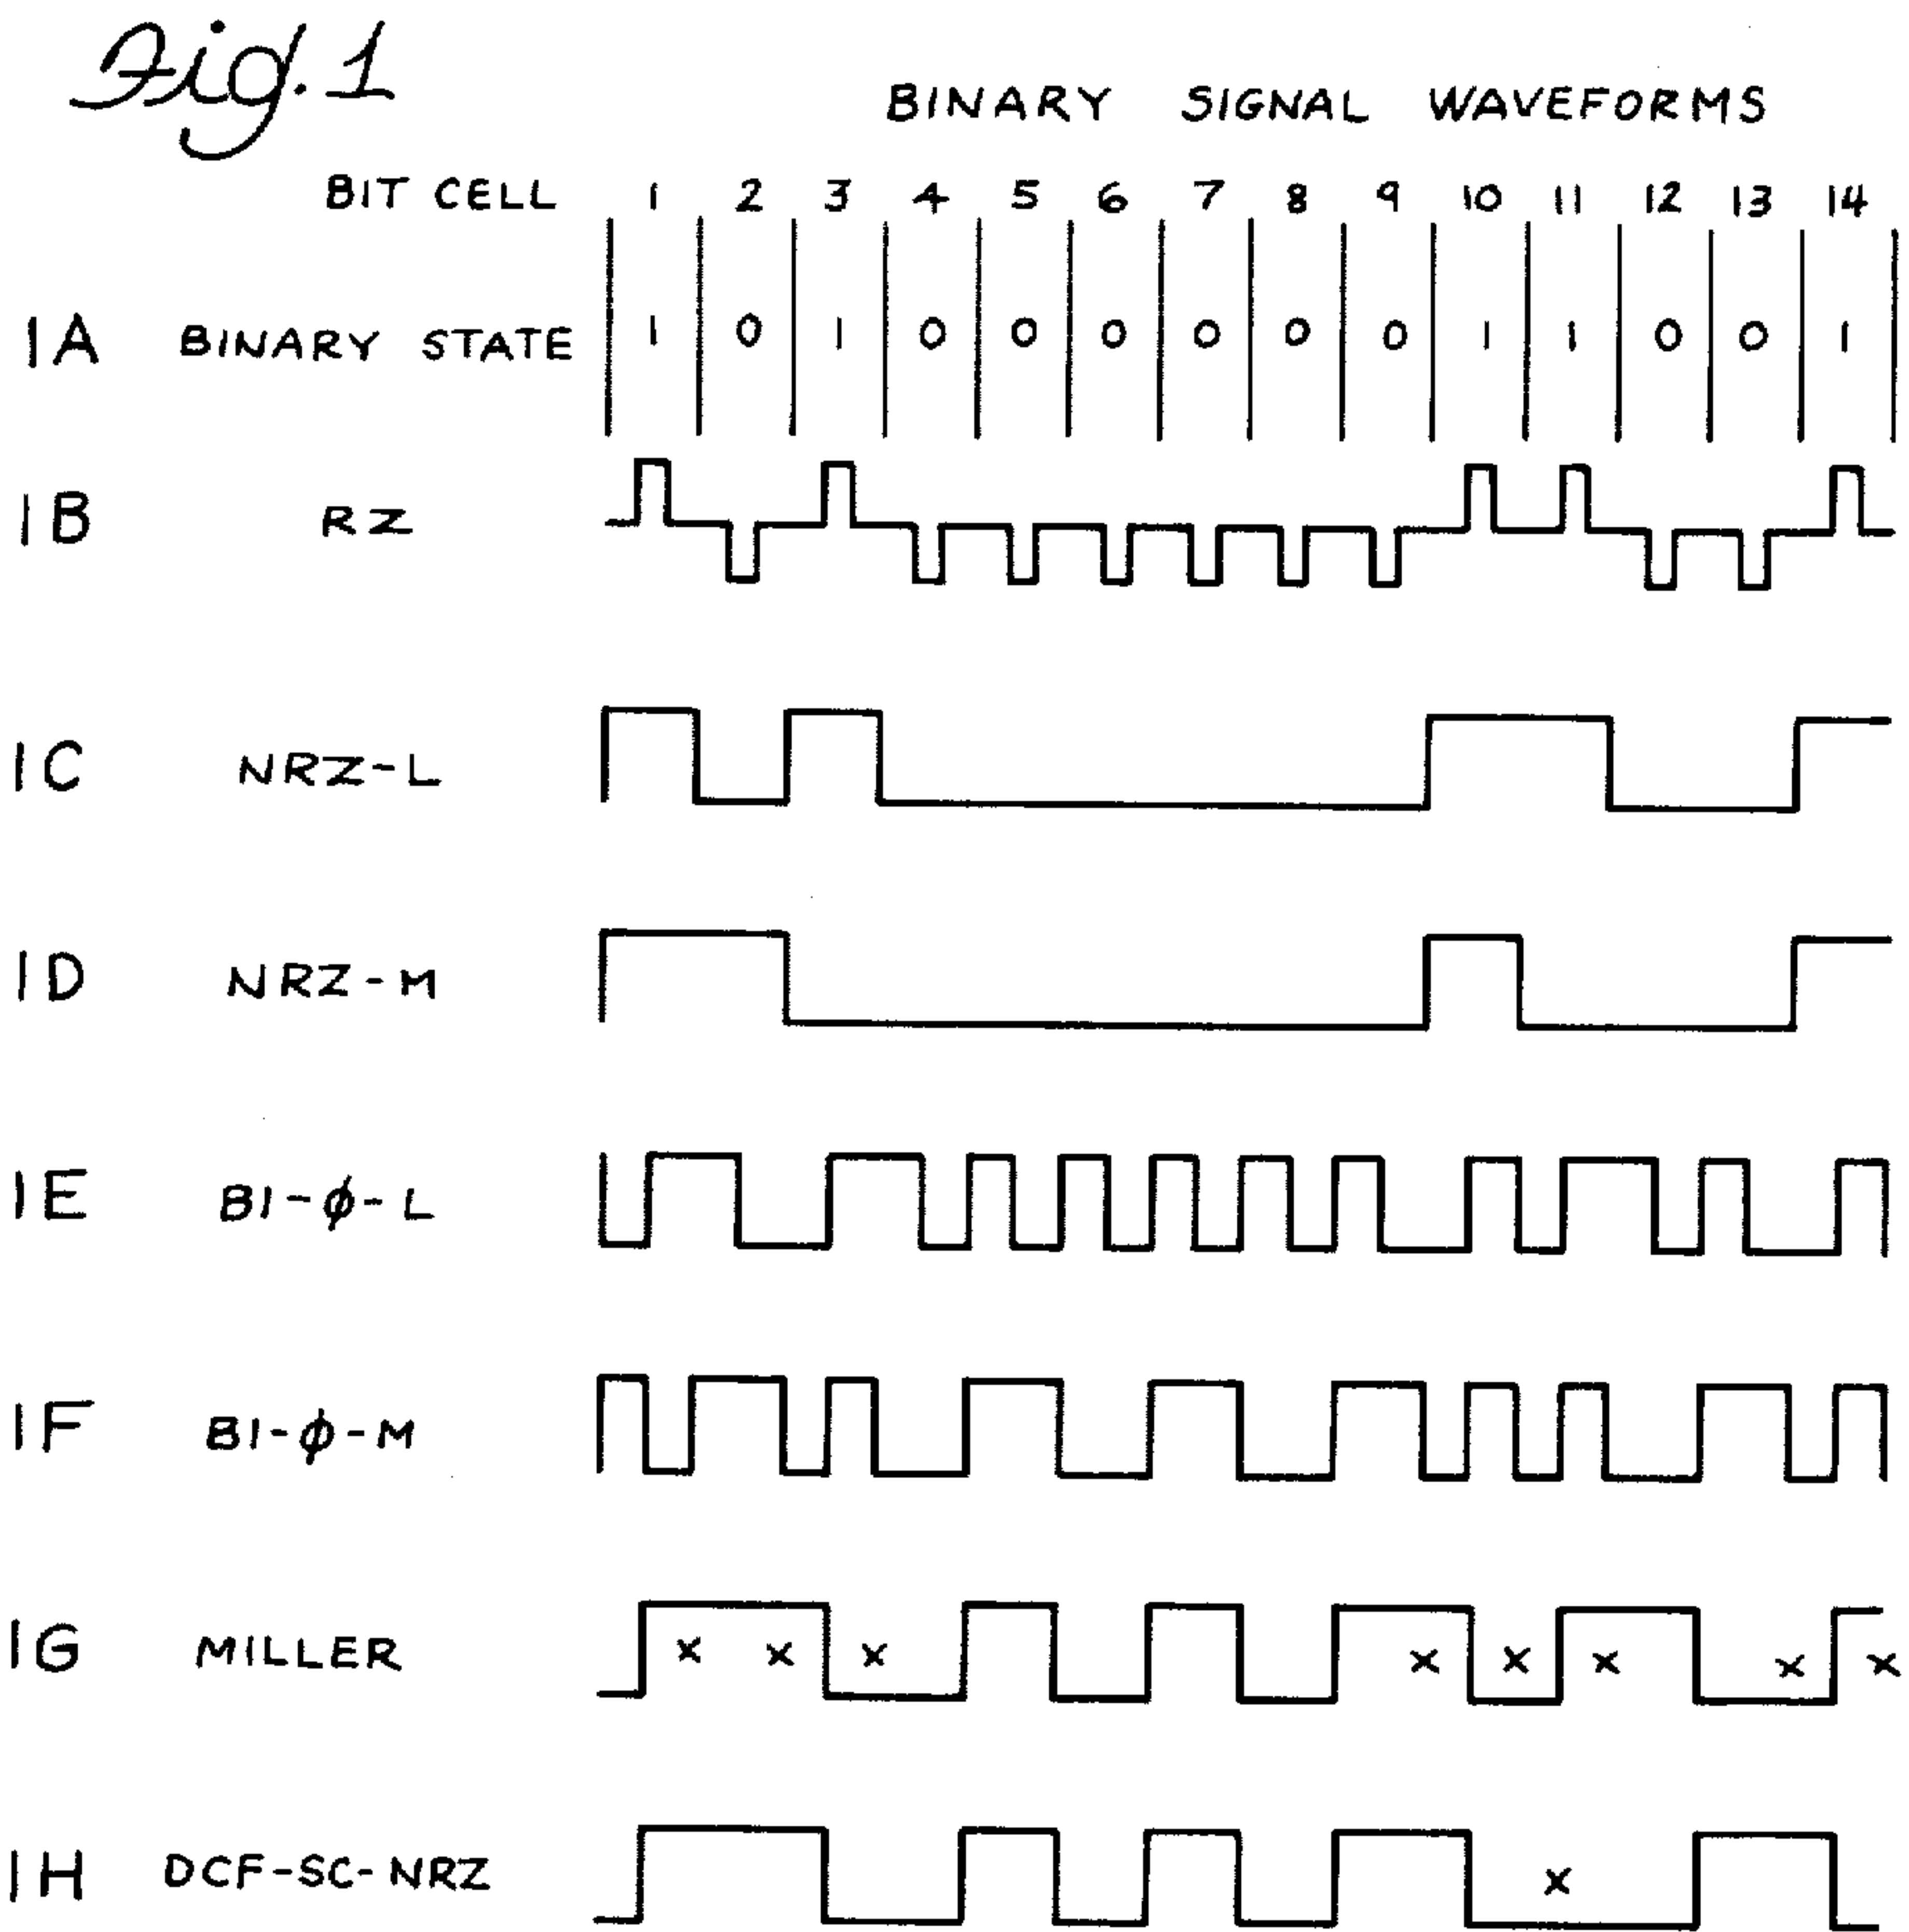 Fig. 1
BINARY SIGNAL WAVEFORMS
BIT CELL 1 2 3 4 5 6 7 8 9 10 11 12 13 14
1A BINARY STATE 1 0 1 0 0 0 0 0 0 1 1 0 0 1
1B RZ
1C NRZ-L
1D NRZ-M
1E BI-ϕ-L
1F BI-ϕ-M
1G MILLER x x x x x x x x
1H DCF-SC-NRZ x